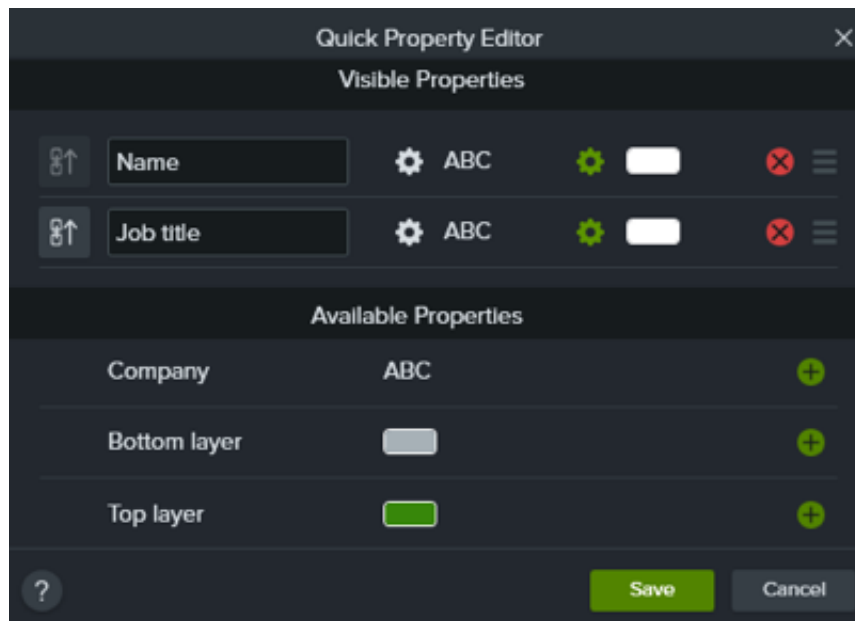 Quick Property Editor
Visible Properties
Name ABC
Job title ABC
Available Properties
Company ABC
Bottom layer
Top layer
? Save Cancel